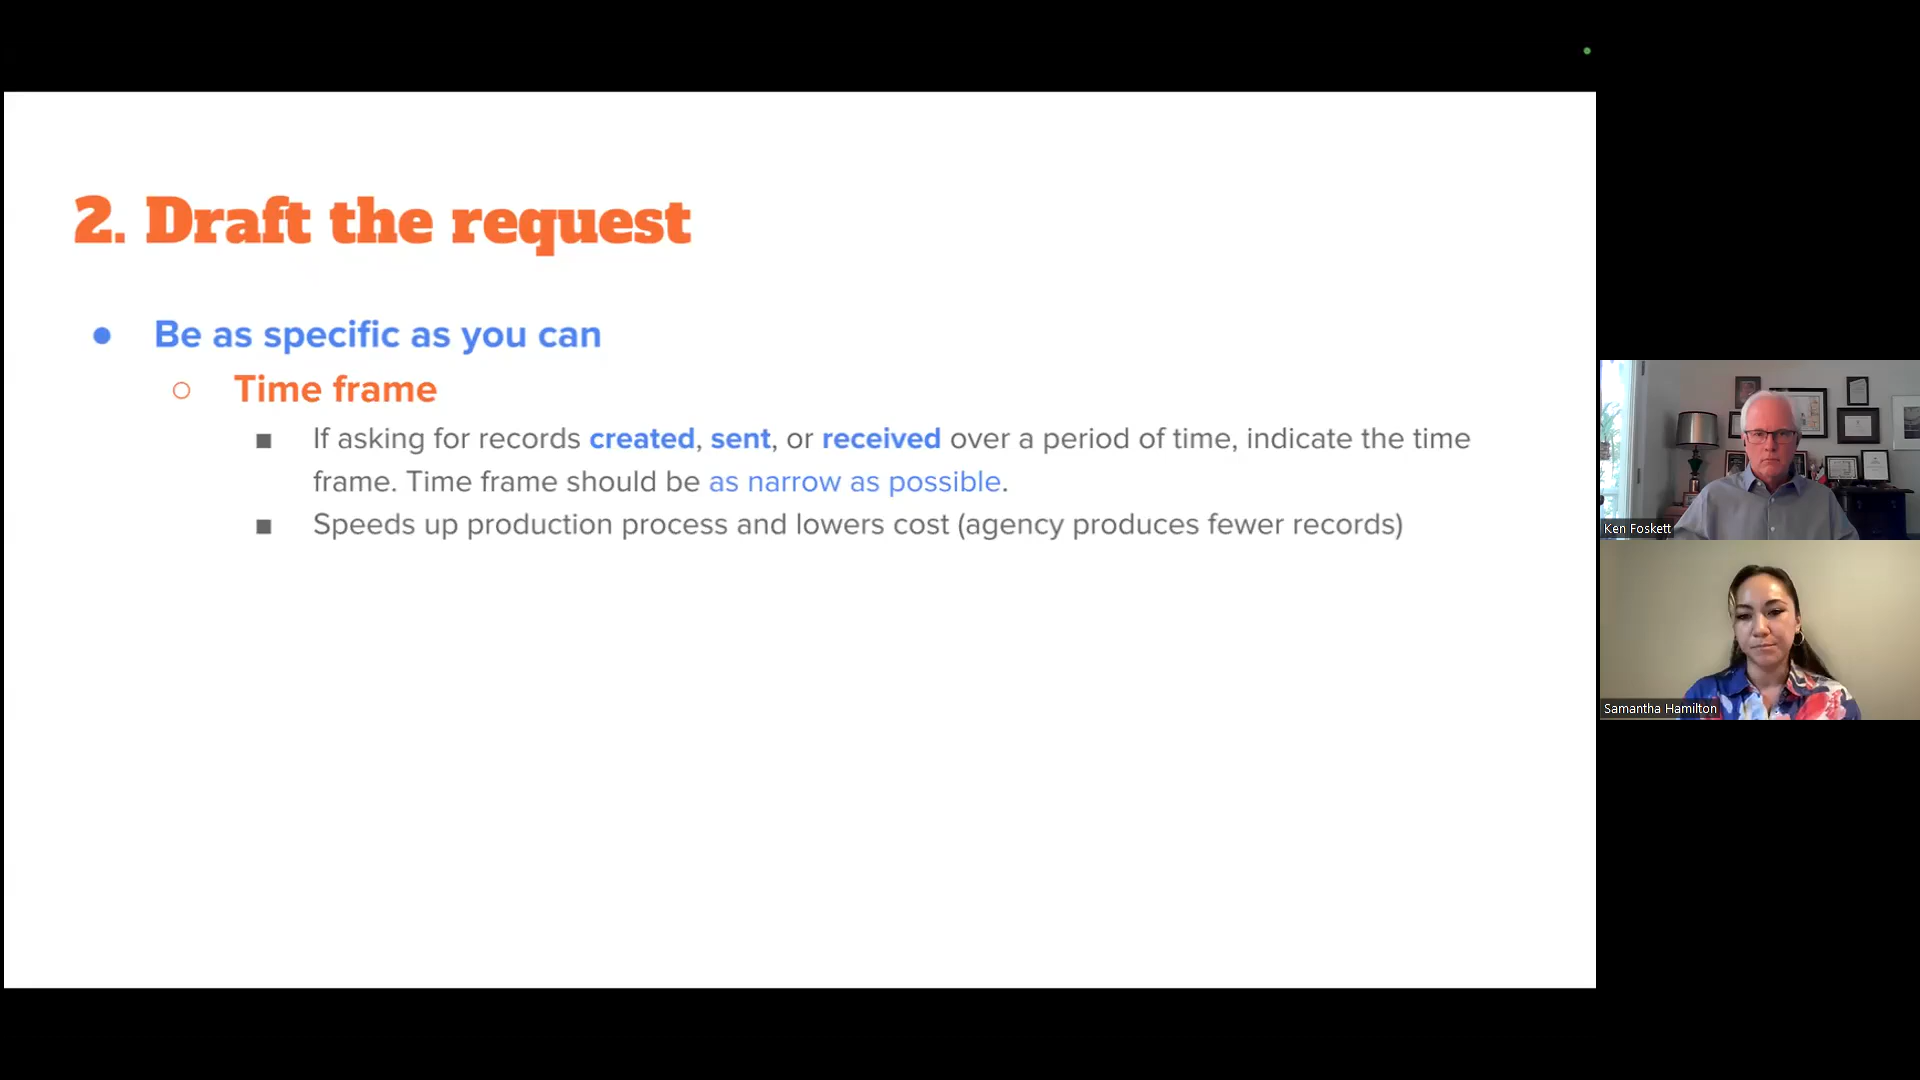 2. Draft the request
● Be as specific as you can
○ Time frame
■ If asking for records created, sent, or received over a period of time, indicate the time
frame. Time frame should be as narrow as possible.
■ Speeds up production process and lowers cost (agency produces fewer records)
Ken Foskett
Samantha Hamilton